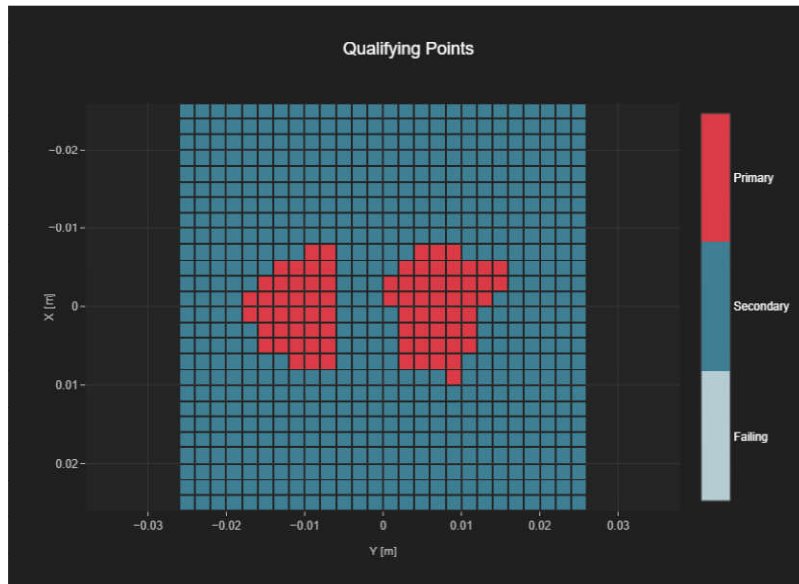 Qualifying Points
−0.02
−0.01
0
0.01
0.02
X [m]
−0.03
−0.02
−0.01
0
0.01
0.02
0.03
Y [m]
Primary
Secondary
Failing